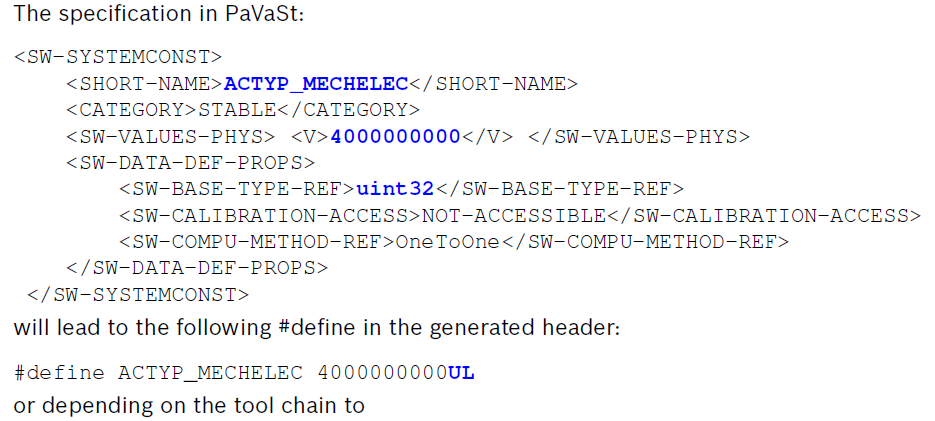 The specification in PaVaSt:
<SW-SYSTEMCONST>
<SHORT-NAME>ACTYP_MECHELEC</SHORT-NAME>
<CATEGORY>STABLE</CATEGORY>
<SW-VALUES-PHYS> <V>4000000000</V> </SW-VALUES-PHYS>
<SW-DATA-DEF-PROPS>
<SW-BASE-TYPE-REF>uint32</SW-BASE-TYPE-REF>
<SW-CALIBRATION-ACCESS>NOT-ACCESSIBLE</SW-CALIBRATION-ACCESS>
<SW-COMPU-METHOD-REF>OneToOne</SW-COMPU-METHOD-REF>
</SW-DATA-DEF-PROPS>
</SW-SYSTEMCONST>
will lead to the following #define in the generated header:
#define ACTYP_MECHELEC 4000000000UL
or depending on the tool chain to